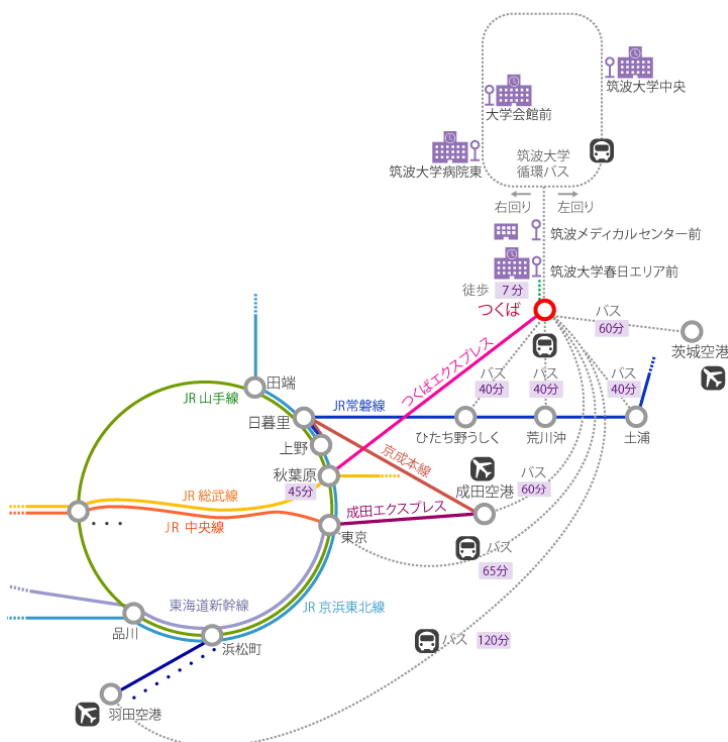 筑波大学中央
大学会館前
筑波大学病院東
筑波大学
循環バス
右回り
左回り
筑波メディカルセンター前
筑波大学春日エリア前
徒歩 7分
つくば
バス
60分
茨城空港
つくばエクスプレス
バス
40分
バス
40分
バス
40分
田端
JR 山手線
日暮里
JR常磐線
ひたち野うしく
荒川沖
土浦
上野
京成本線
秋葉原
45分
成田空港
バス
60分
JR 総武線
成田エクスプレス
JR 中央線
東京
バス
65分
東海道新幹線
JR 京浜東北線
品川
浜松町
バス
120分
羽田空港